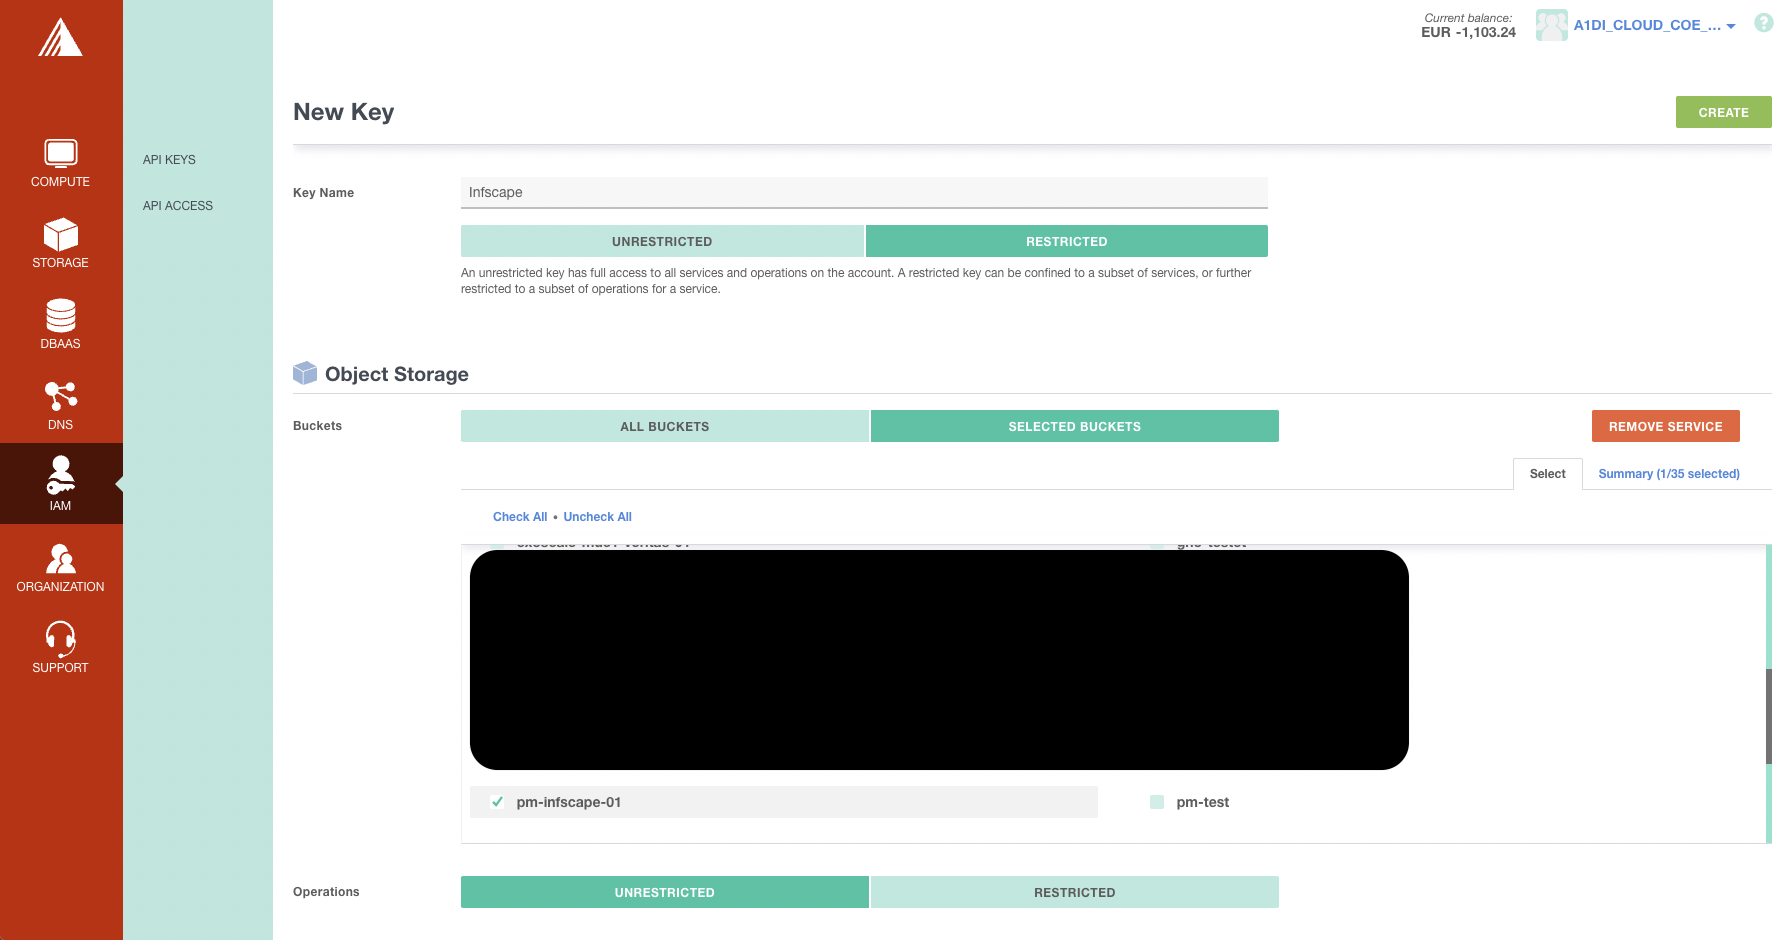 Current balance:
EUR -1,103.24
A1DI_CLOUD_COE_...
?
New Key
CREATE
COMPUTE
STORAGE
DBAAS
DNS
IAM
ORGANIZATION
SUPPORT
API KEYS
API ACCESS
Key Name
Infscape
UNRESTRICTED
RESTRICTED
An unrestricted key has full access to all services and operations on the account. A restricted key can be confined to a subset of services, or further
restricted to a subset of operations for a service.
Object Storage
Buckets
ALL BUCKETS
SELECTED BUCKETS
REMOVE SERVICE
Select
Summary (1/35 selected)
Check All • Uncheck All
pm-infscape-01
pm-test
Operations
UNRESTRICTED
RESTRICTED